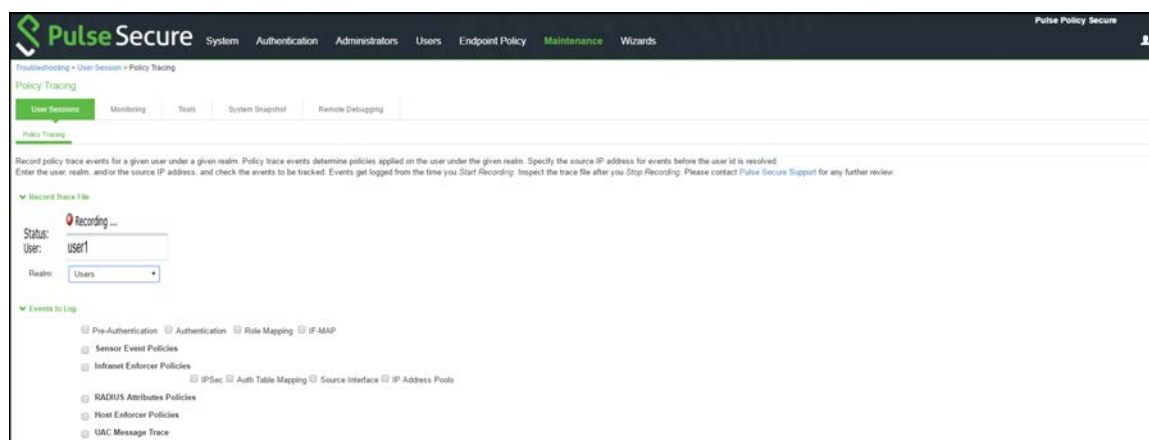 Pulse Policy Secure
Pulse Secure System Authentication Administrators Users Endpoint Policy Maintenance Wizards
Troubleshooting > User Session > Policy Tracing
Policy Tracing
User Sessions Monitoring Tools System Snapshot Remote Debugging
Policy Tracing
Record policy trace events for a given user under a given realm. Policy trace events determine policies applied on the user under the given realm. Specify the source IP address for events before the user id is resolved.
Enter the user, realm, and/or the source IP address, and check the events to be tracked. Events get logged from the time you Start Recording. Inspect the trace file after you Stop Recording. Please contact Pulse Secure Support for any further review.
Record Trace File
Status: Recording ...
User: user1
Realm: Users
Events to Log
Pre-Authentication Authentication Role Mapping IF-MAP
Sensor Event Policies
Infranet Enforcer Policies
IPSec Auth Table Mapping Source Interface IP Address Pools
RADIUS Attributes Policies
Host Enforcer Policies
UAC Message Trace